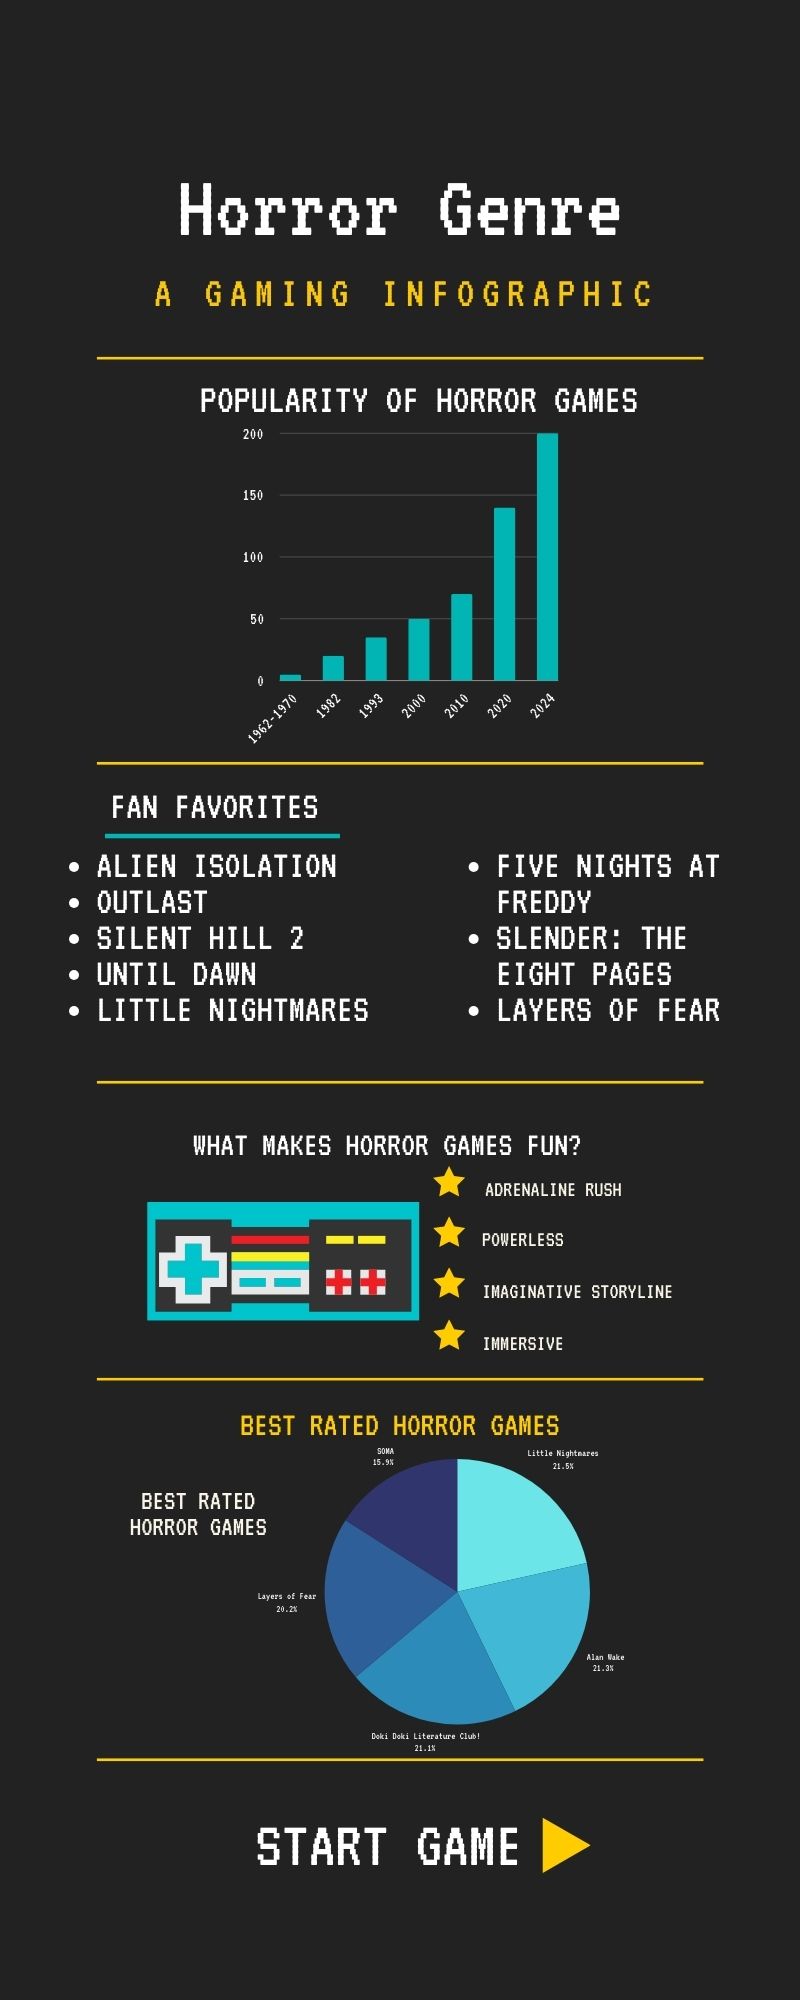 Horror Genre
A GAMING INFOGRAPHIC
POPULARITY OF HORROR GAMES
200
150
100
50
0
1962-1970
1982
1993
2000
2010
2020
2024
FAN FAVORITES
• ALIEN ISOLATION
• OUTLAST
• SILENT HILL 2
• UNTIL DAWN
• LITTLE NIGHTMARES
• FIVE NIGHTS AT
FREDDY
• SLENDER: THE
EIGHT PAGES
• LAYERS OF FEAR
WHAT MAKES HORROR GAMES FUN?
ADRENALINE RUSH
POWERLESS
IMAGINATIVE STORYLINE
IMMERSIVE
BEST RATED HORROR GAMES
SOMA
15.9%
Little Nightmares
21.5%
BEST RATED
HORROR GAMES
Layers of Fear
20.2%
Alan Wake
21.3%
Doki Doki Literature Club!
21.1%
START GAME